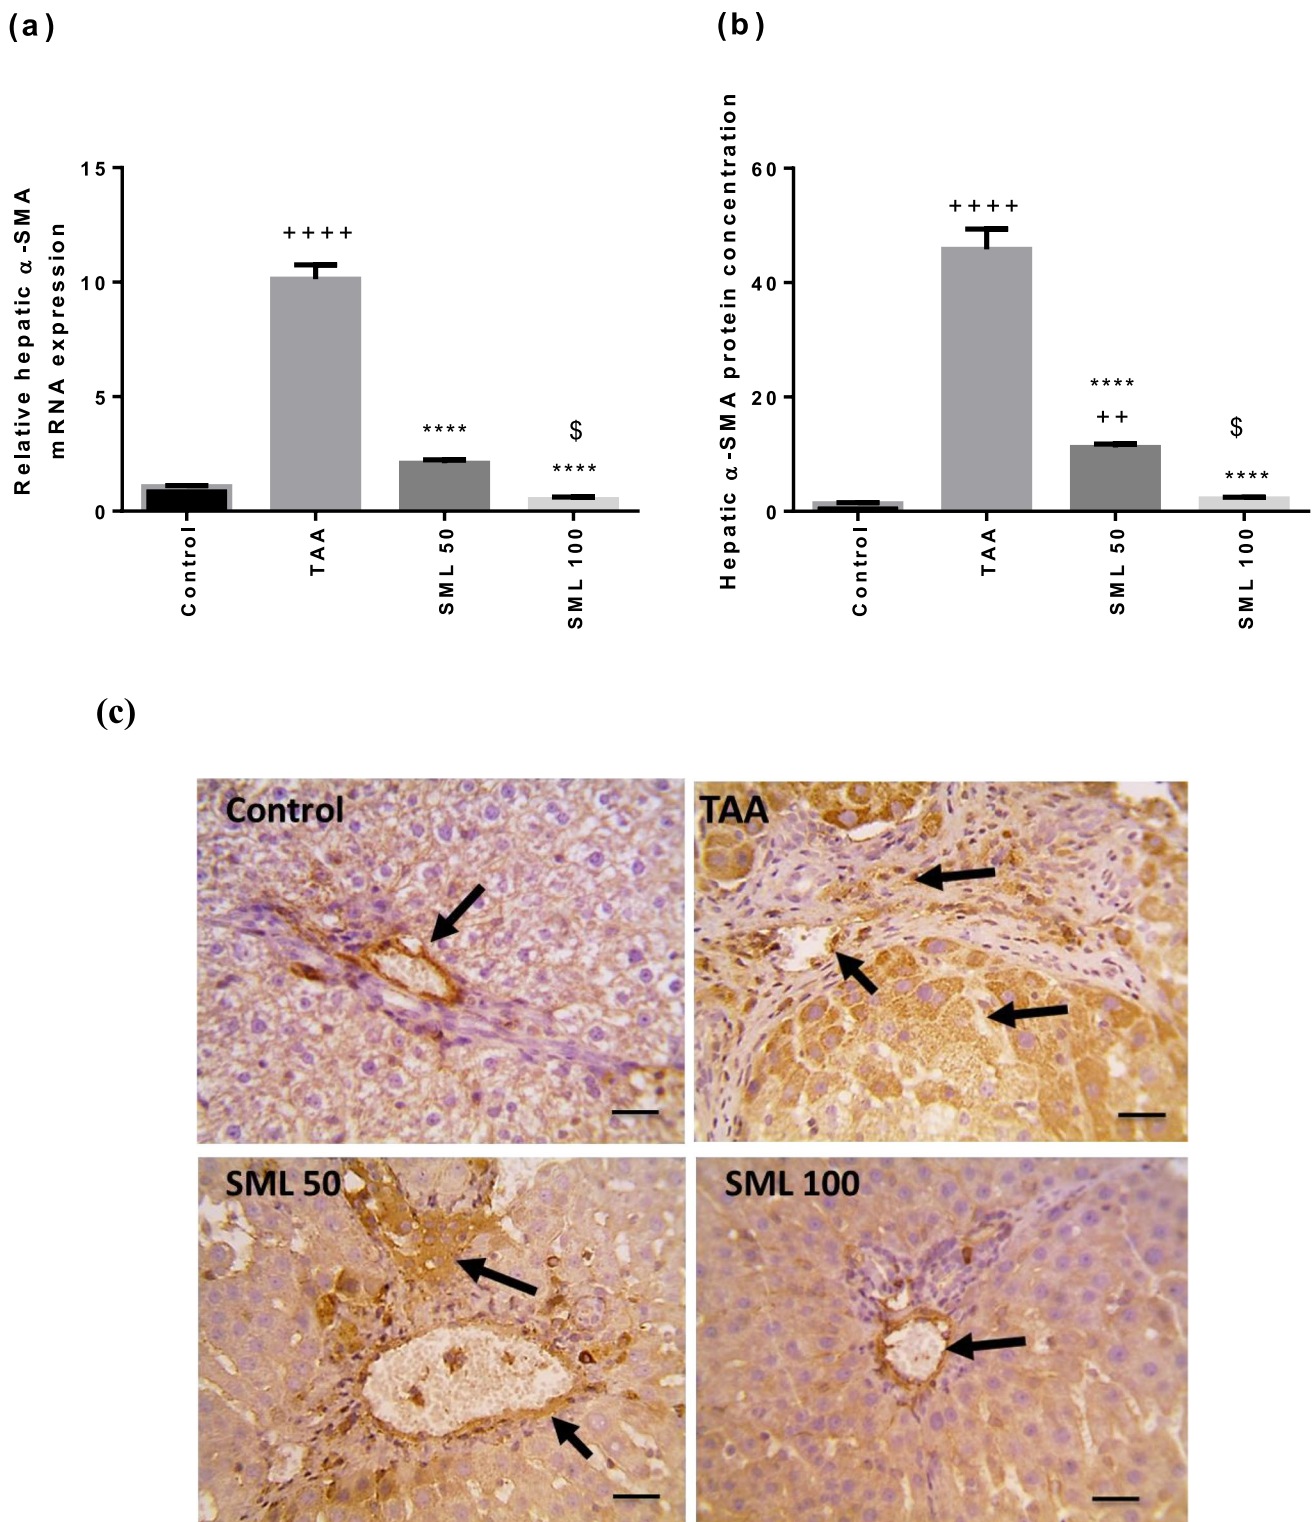 (a)
Relative hepatic α-SMA
mRNA expression
15
10
5
0
++++
****
$
****
Control
TAA
SML 50
SML 100
(b)
Hepatic α-SMA protein concentration
60
40
20
0
++++
****
++
$
****
Control
TAA
SML 50
SML 100
(c)
Control
TAA
SML 50
SML 100